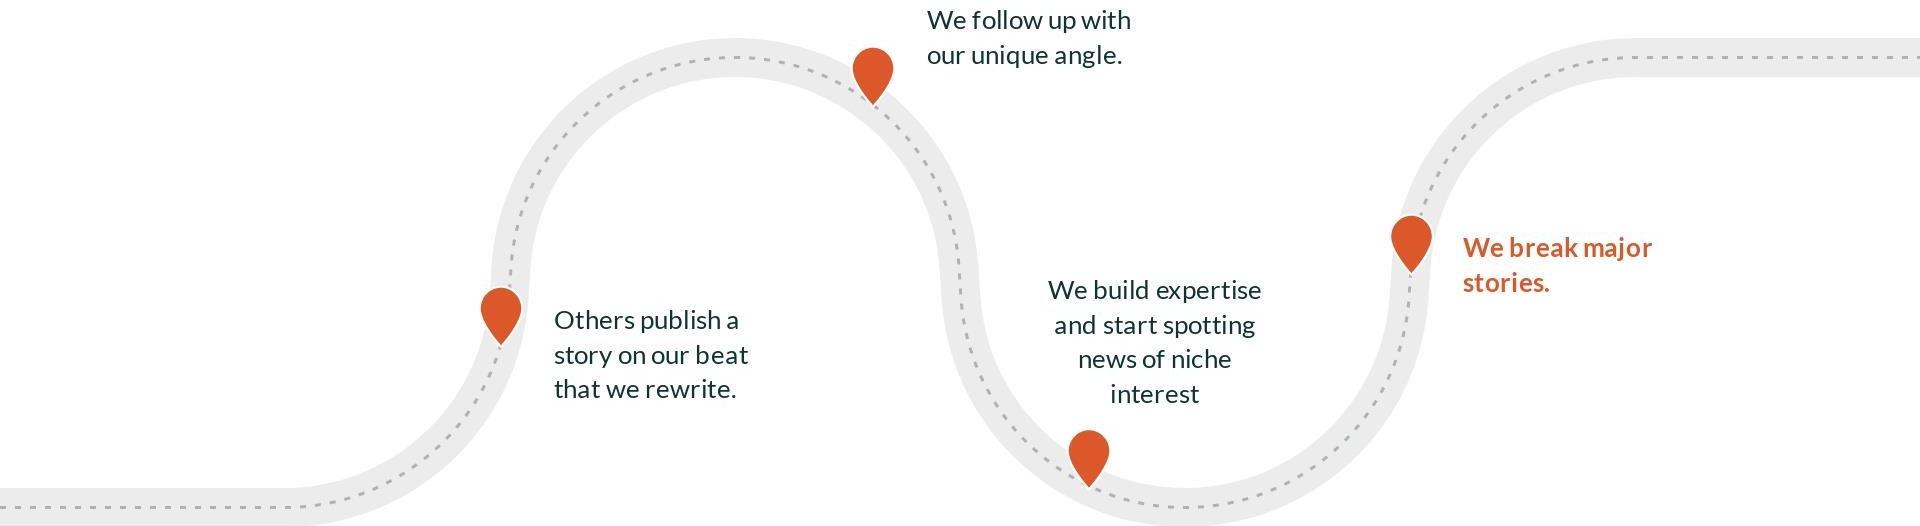 Others publish a
story on our beat
that we rewrite.
We follow up with
our unique angle.
We build expertise
and start spotting
news of niche
interest
We break major
stories.